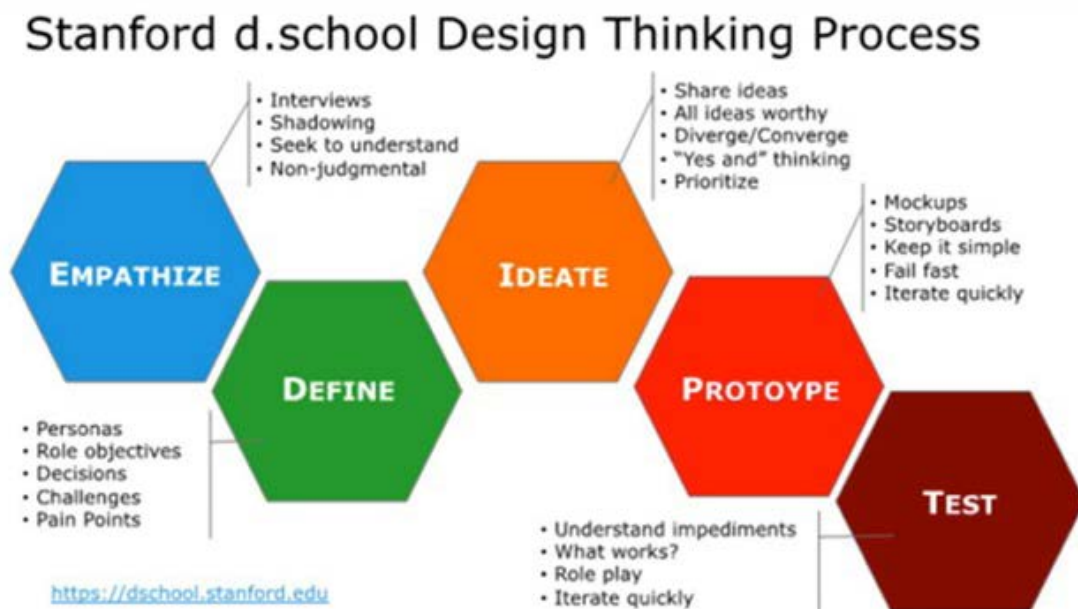 Stanford d.school Design Thinking Process
• Interviews
• Shadowing
• Seek to understand
• Non-judgmental
EMPATHIZE
• Personas
• Role objectives
• Decisions
• Challenges
• Pain Points
DEFINE
• Share ideas
• All ideas worthy
• Diverge/Converge
• “Yes and” thinking
• Prioritize
IDEATE
• Mockups
• Storyboards
• Keep it simple
• Fail fast
• Iterate quickly
PROTOYPE
• Understand impediments
• What works?
• Role play
• Iterate quickly
TEST
https://dschool.stanford.edu